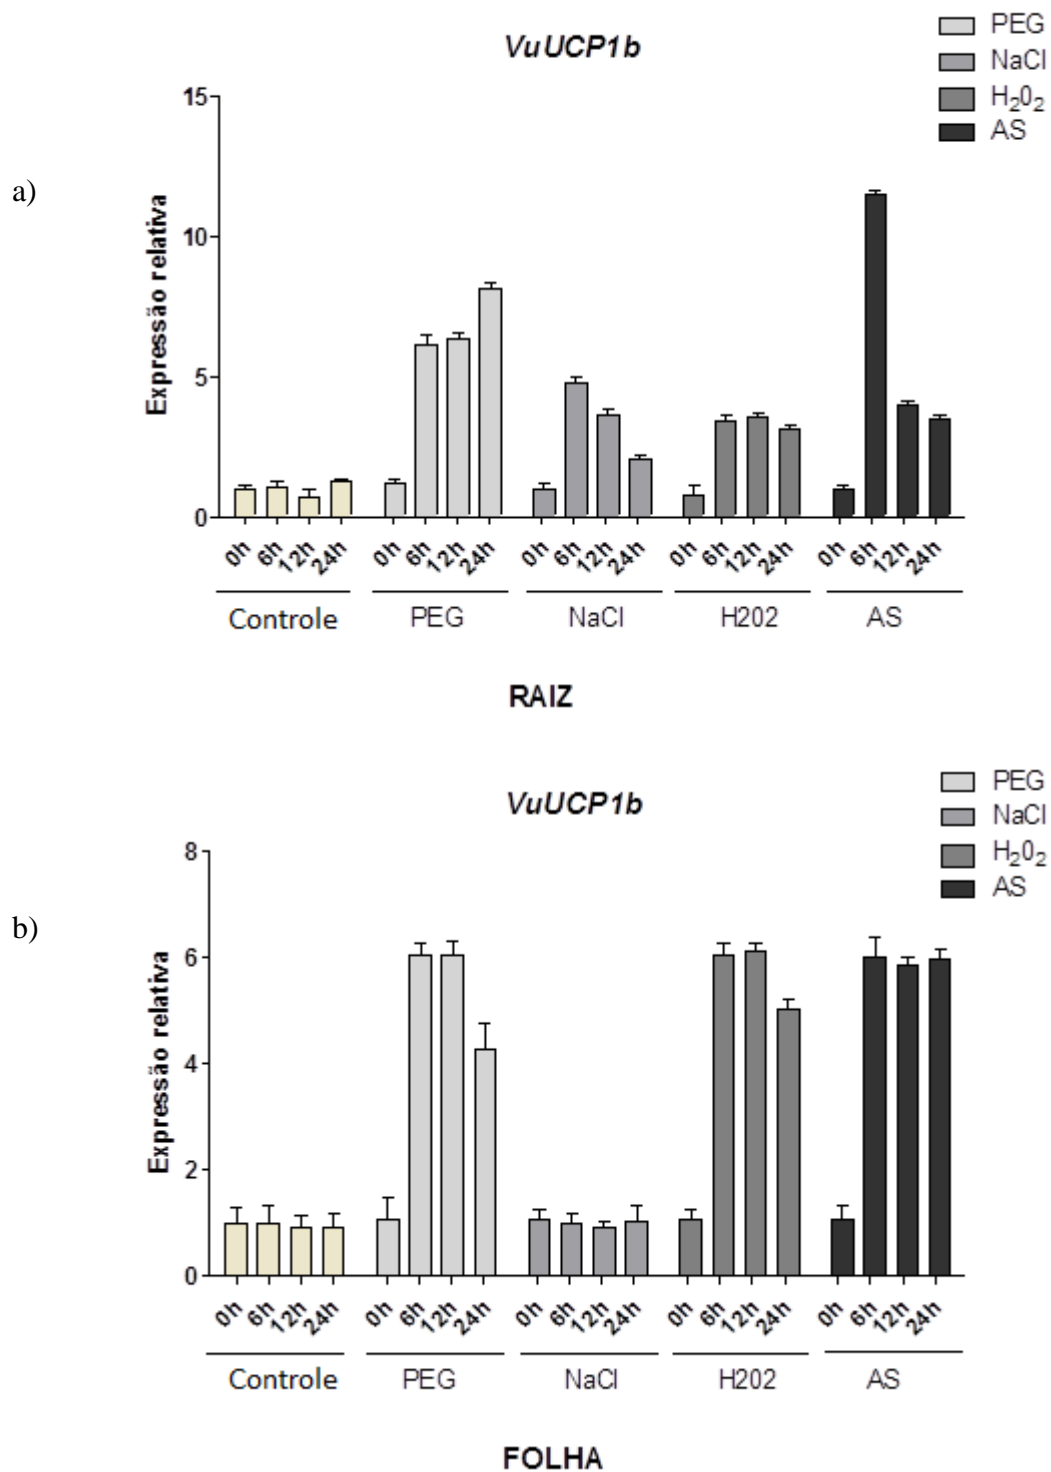 VuUCP1b
PEG
NaCl
H₂0₂
AS
a)
Expressão relativa
15
10
5
0
0h 6h 12h 24h 0h 6h 12h 24h 0h 6h 12h 24h 0h 6h 12h 24h 0h 6h 12h 24h
Controle PEG NaCl H202 AS
RAIZ
VuUCP1b
PEG
NaCl
H₂0₂
AS
b)
Expressão relativa
8
6
4
2
0
0h 6h 12h 24h 0h 6h 12h 24h 0h 6h 12h 24h 0h 6h 12h 24h 0h 6h 12h 24h
Controle PEG NaCl H202 AS
FOLHA